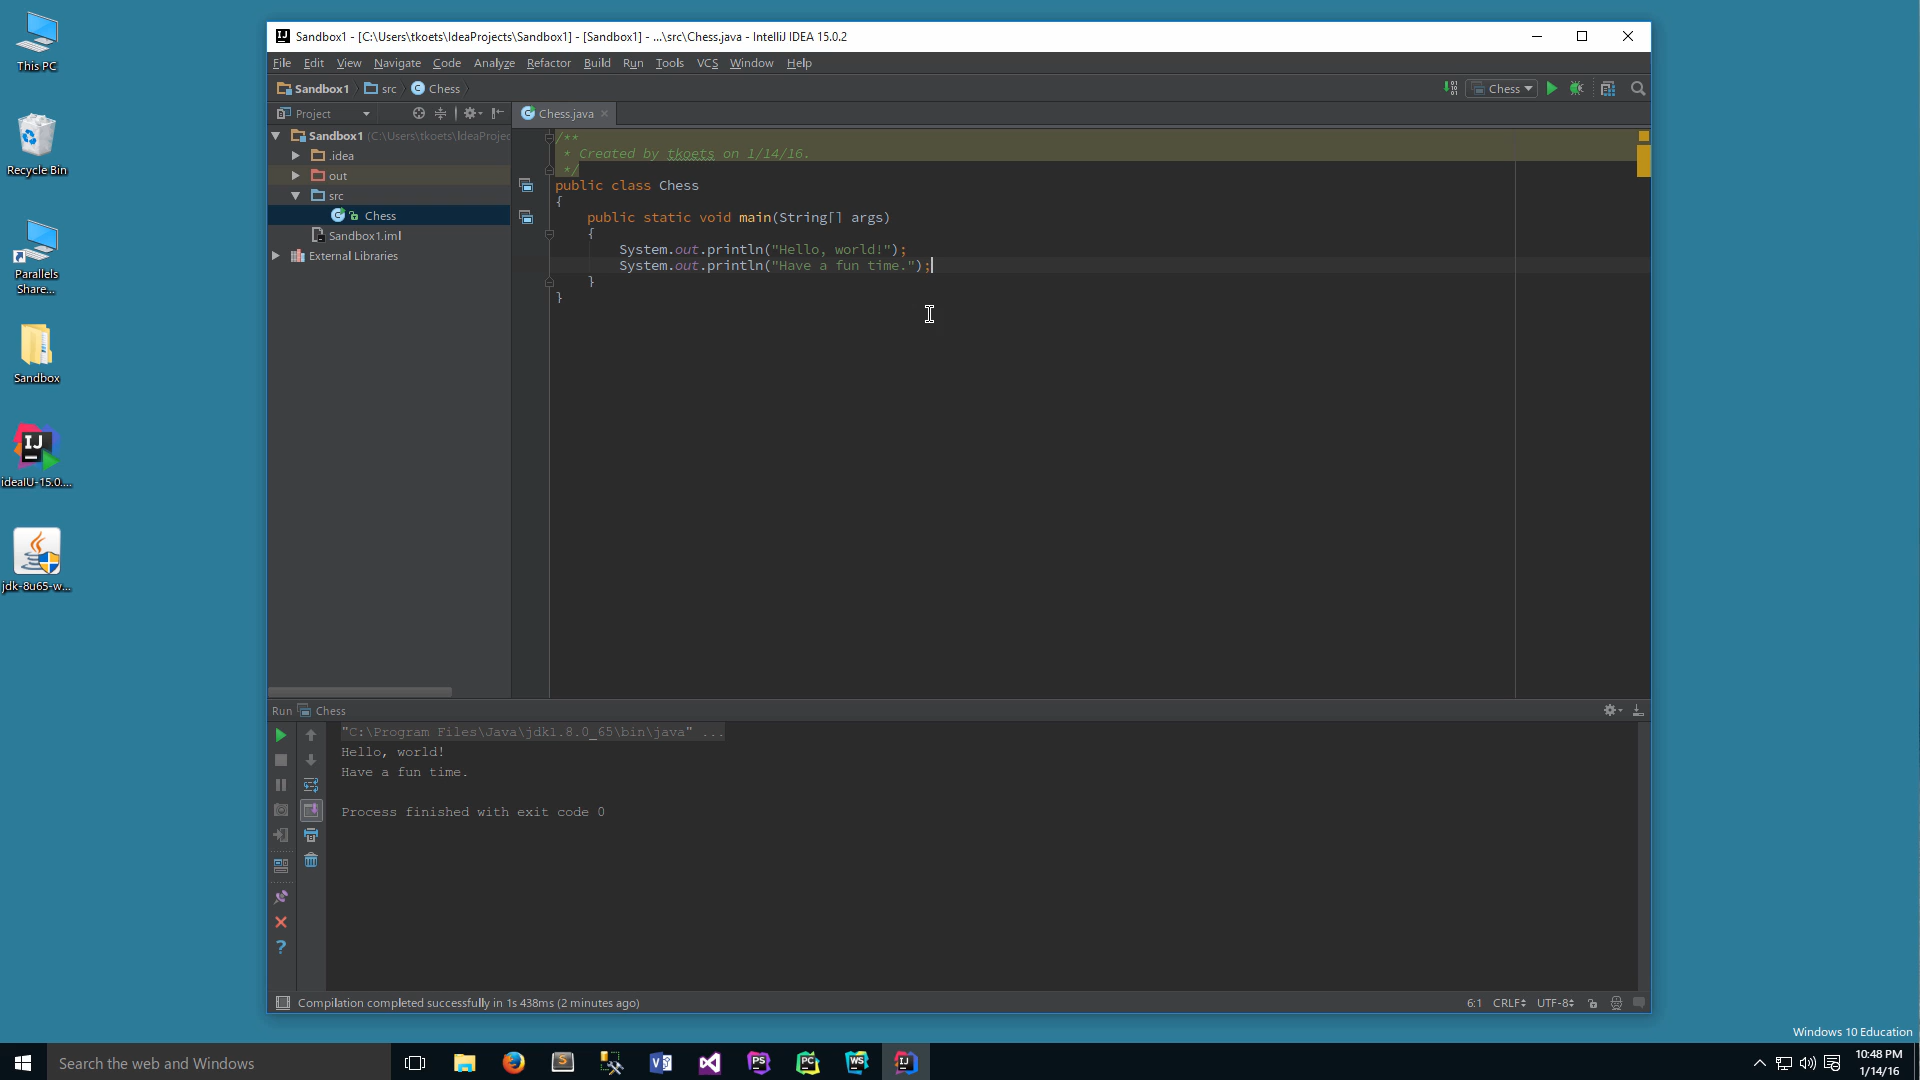 This PC
Recycle Bin
Parallels
Share...
Sandbox
ideaIU-15.0....
jdk-8u65-w...
Sandbox1 - [C:\Users\tkoets\IdeaProjects\Sandbox1] - [Sandbox1] - ...\src\Chess.java - IntelliJ IDEA 15.0.2
File Edit View Navigate Code Analyze Refactor Build Run Tools VCS Window Help
Sandbox1 src Chess
Chess
Project
Chess.java
Sandbox1 (C:\Users\tkoets\IdeaProjec
.idea
out
src
Chess
Sandbox1.iml
External Libraries
/**
* Created by tkoets on 1/14/16.
*/
public class Chess
{
public static void main(String[] args)
{
System.out.println("Hello, world!");
System.out.println("Have a fun time.");
}
}
Run Chess
"C:\Program Files\Java\jdk1.8.0_65\bin\java" ...
Hello, world!
Have a fun time.
Process finished with exit code 0
Compilation completed successfully in 1s 438ms (2 minutes ago)
6:1 CRLF UTF-8
Windows 10 Education
Search the web and Windows
10:48 PM
1/14/16